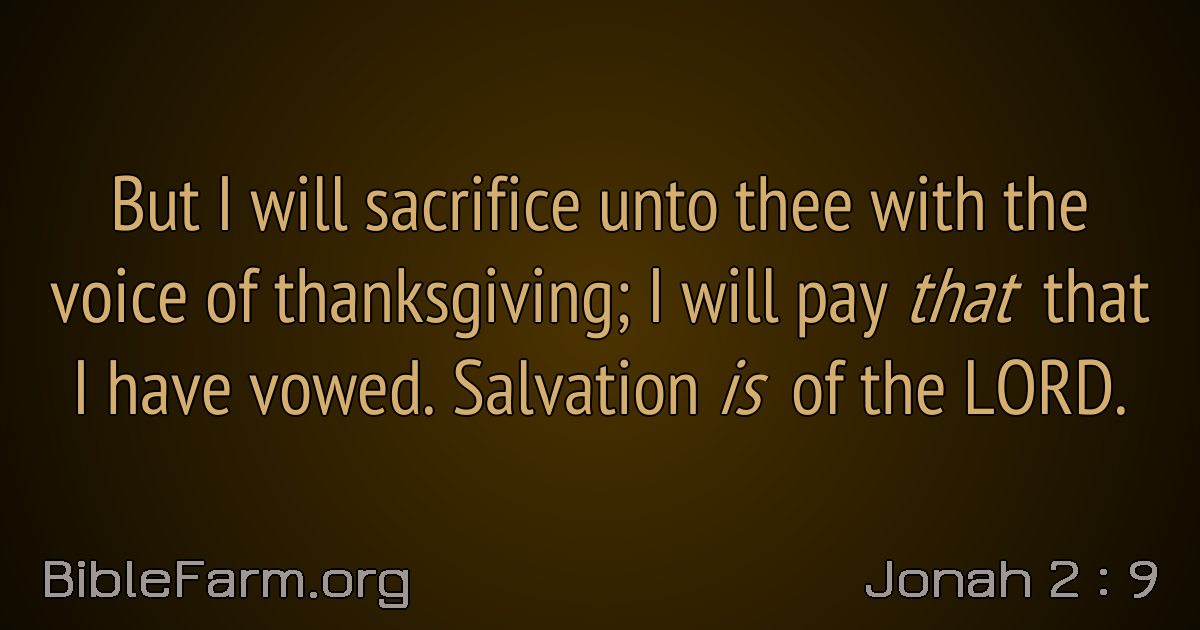 But I will sacrifice unto thee with the
voice of thanksgiving; I will pay that that
I have vowed. Salvation is of the LORD.
BibleFarm.org
Jonah 2 : 9